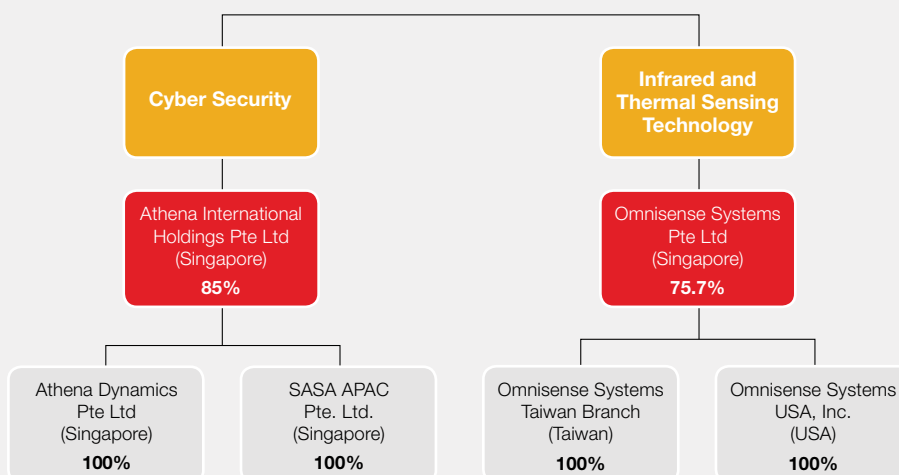 Cyber Security
Infrared and
Thermal Sensing
Technology
Athena International
Holdings Pte Ltd
(Singapore)
85%
Omnisense Systems
Pte Ltd
(Singapore)
75.7%
Athena Dynamics
Pte Ltd
(Singapore)
100%
SASA APAC
Pte. Ltd.
(Singapore)
100%
Omnisense Systems
Taiwan Branch
(Taiwan)
100%
Omnisense Systems
USA, Inc.
(USA)
100%